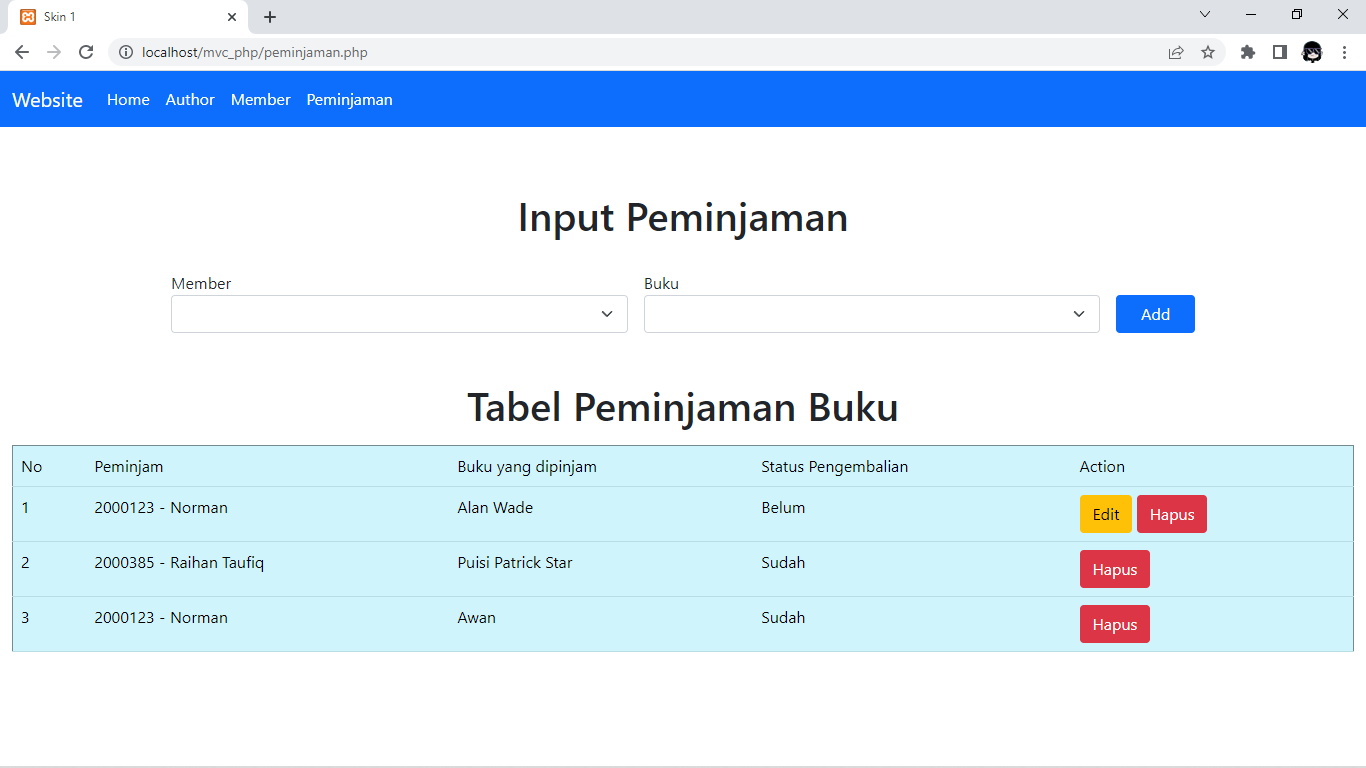 Skin 1
localhost/mvc_php/peminjaman.php
Website Home Author Member Peminjaman
Input Peminjaman
Member Buku
Add
Tabel Peminjaman Buku
No Peminjam Buku yang dipinjam Status Pengembalian Action
1 2000123 - Norman Alan Wade Belum Edit Hapus
2 2000385 - Raihan Taufiq Puisi Patrick Star Sudah Hapus
3 2000123 - Norman Awan Sudah Hapus